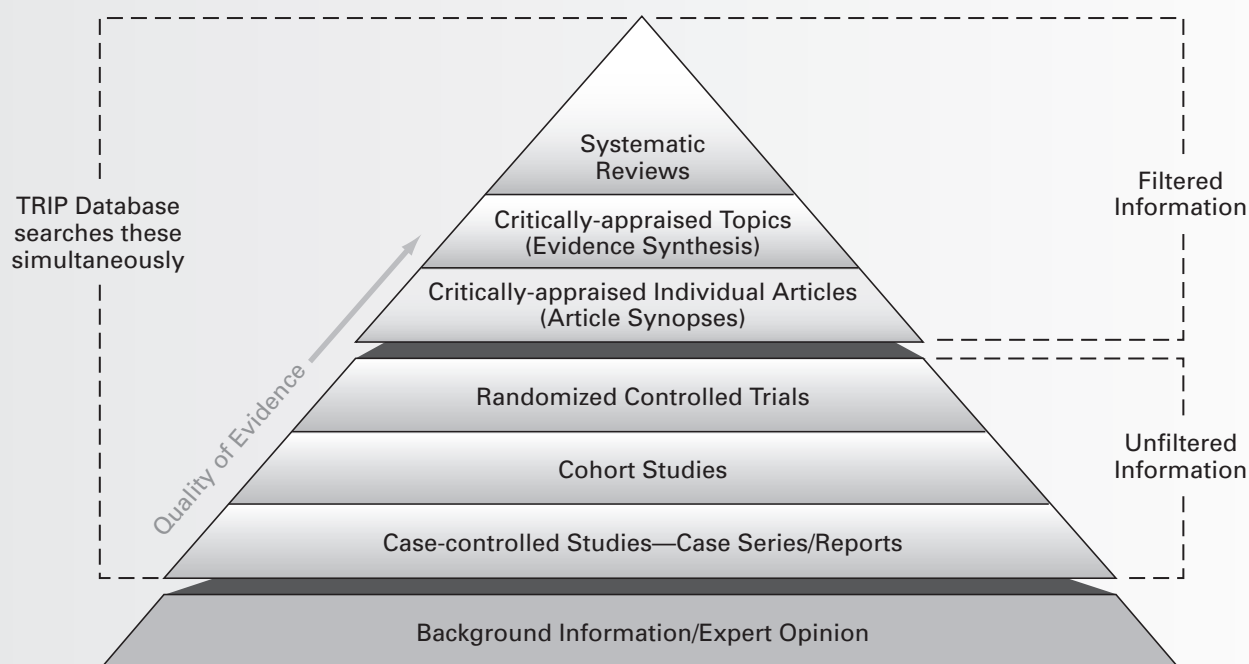 Systematic
Reviews
Critically-appraised Topics
(Evidence Synthesis)
Critically-appraised Individual Articles
(Article Synopses)
Randomized Controlled Trials
Cohort Studies
Case-controlled Studies—Case Series/Reports
Background Information/Expert Opinion
TRIP Database
searches these
simultaneously
Quality of Evidence
Filtered
Information
Unfiltered
Information